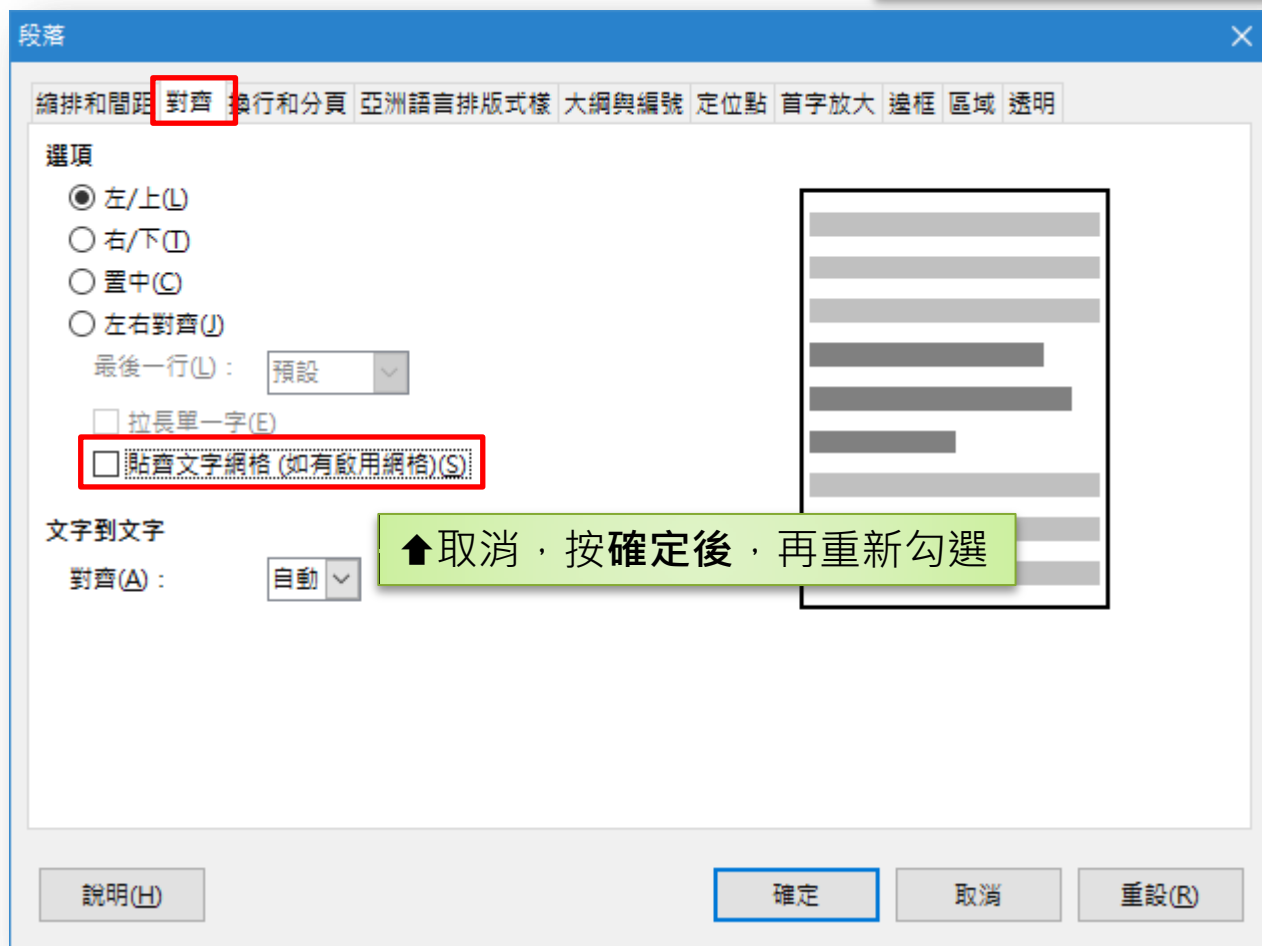 段落
縮排和間距 對齊 換行和分頁 亞洲語言排版式樣 大綱與編號 定位點 首字放大 邊框 區域 透明
選項
左/上(L)
右/下(T)
置中(C)
左右對齊(J)
最後一行(L)： 預設
拉長單一字(E)
貼齊文字網格 (如有啟用網格)(S)
文字到文字
⬆取消，按確定後，再重新勾選
對齊(A)： 自動
說明(H) 確定 取消 重設(R)